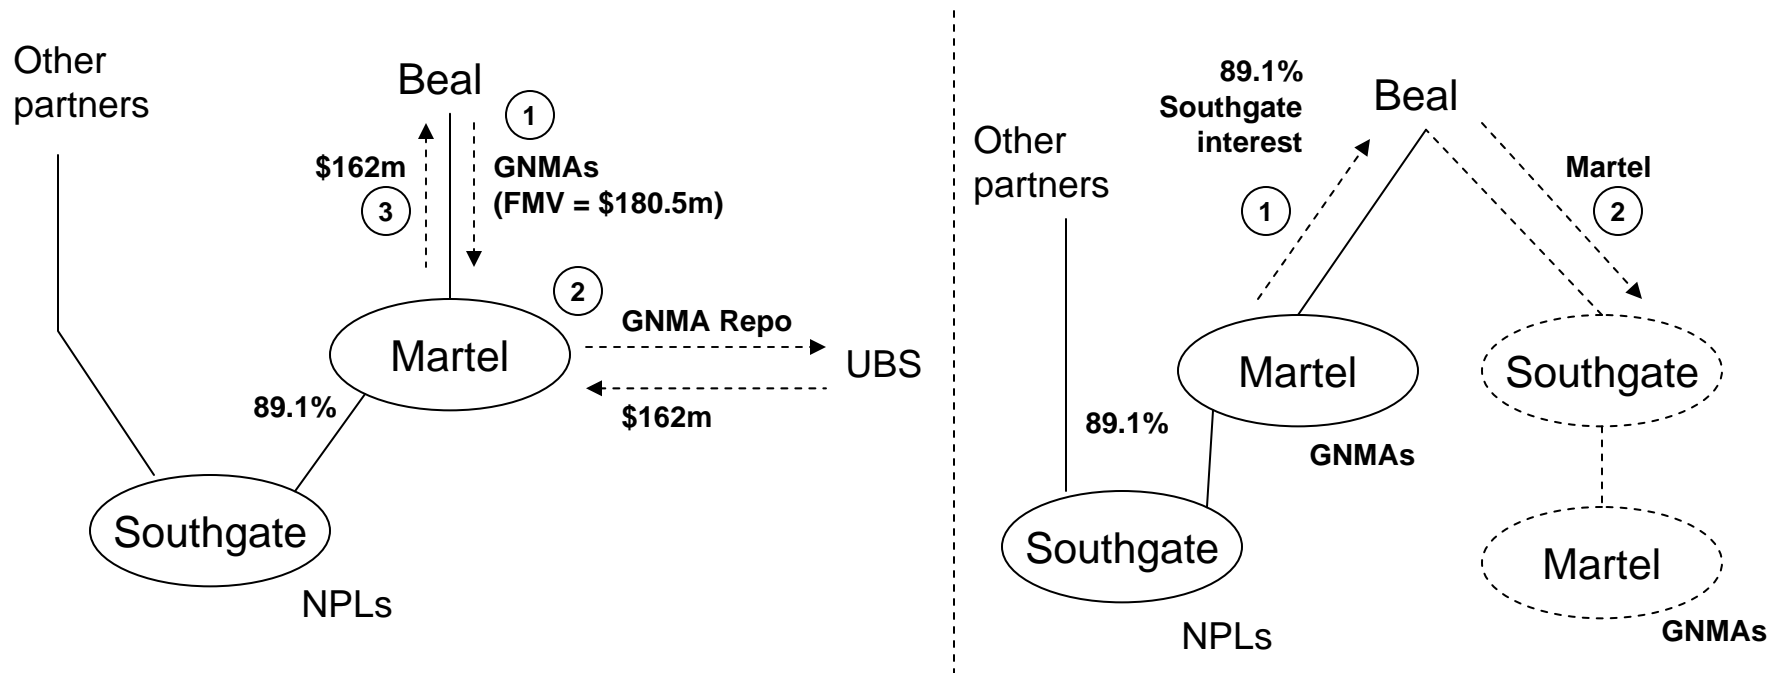 Other
partners
Beal
1
$162m
3
GNMAs
(FMV = $180.5m)
2
GNMA Repo
Martel
UBS
$162m
89.1%
Southgate
NPLs
89.1%
Southgate
interest
Beal
Other
partners
Martel
1
2
Martel
Southgate
89.1%
GNMAs
Southgate
Martel
NPLs
GNMAs